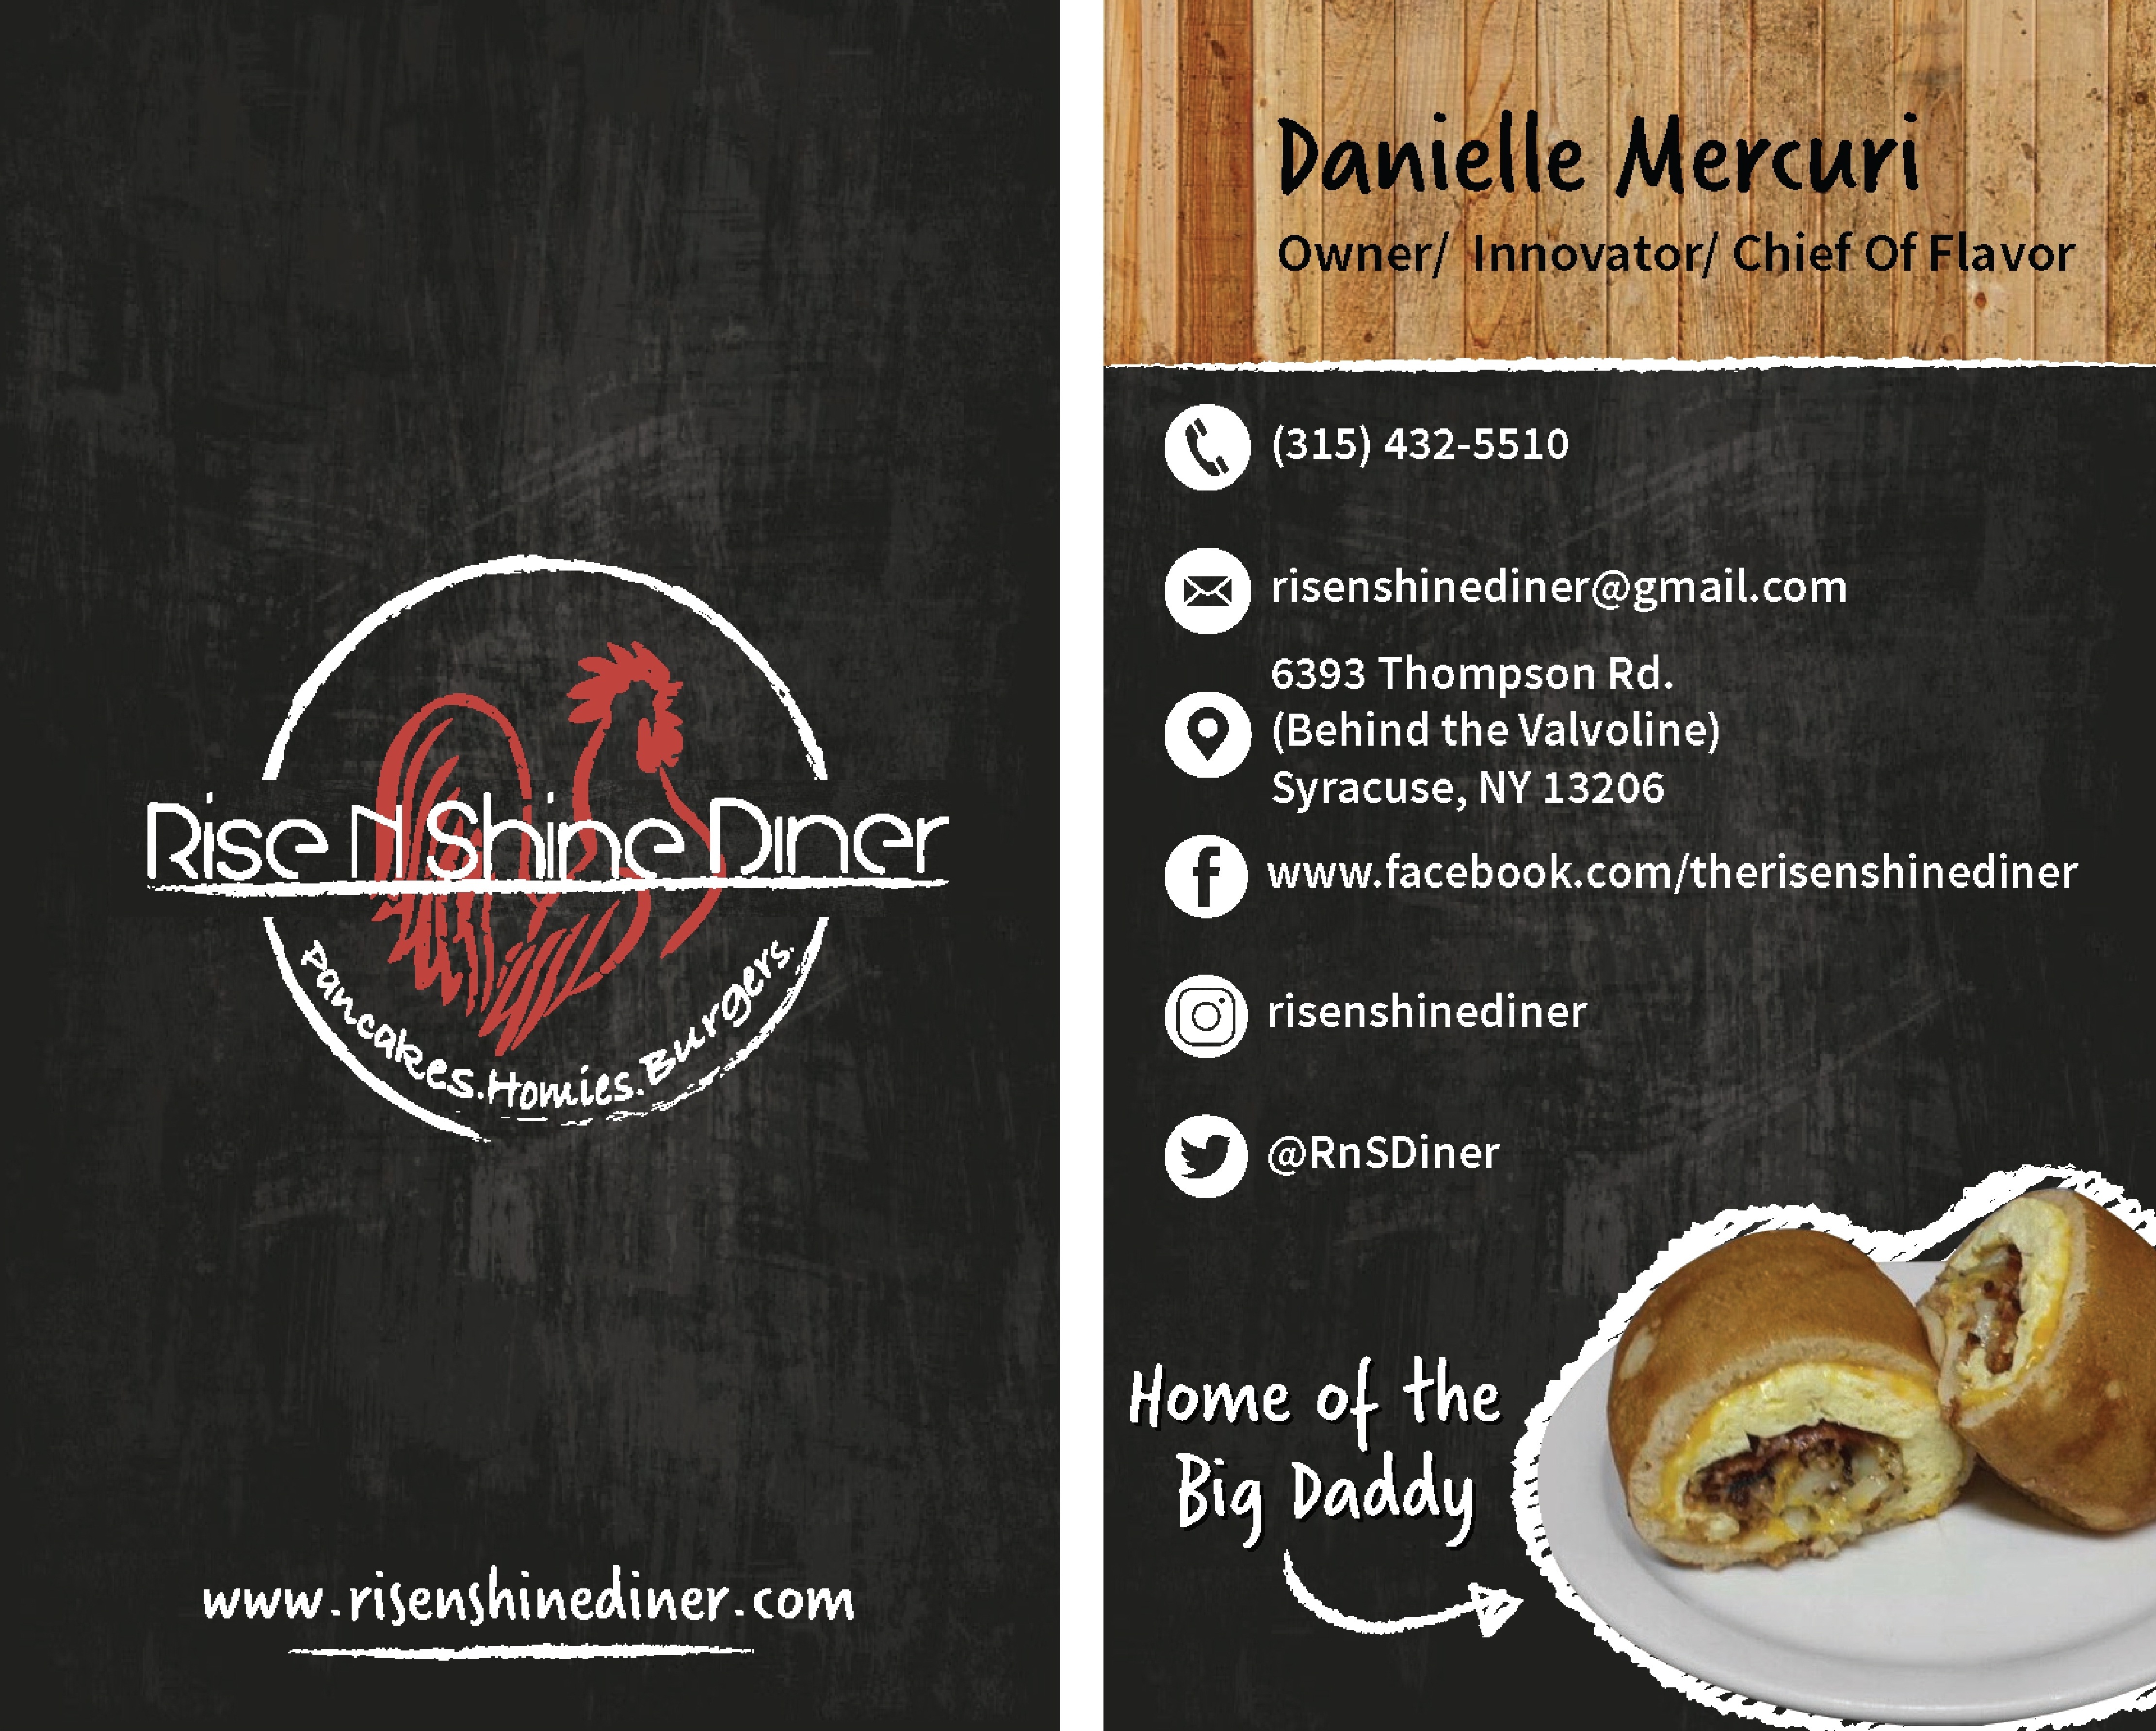 Rise N Shine Diner
Pancakes.Homies.Burgers.
www.risenshinediner.com
Danielle Mercuri
Owner/ Innovator/ Chief Of Flavor
(315) 432-5510
risenshinediner@gmail.com
6393 Thompson Rd.
(Behind the Valvoline)
Syracuse, NY 13206
www.facebook.com/therisenshinediner
risenshinediner
@RnSDiner
Home of the
Big Daddy